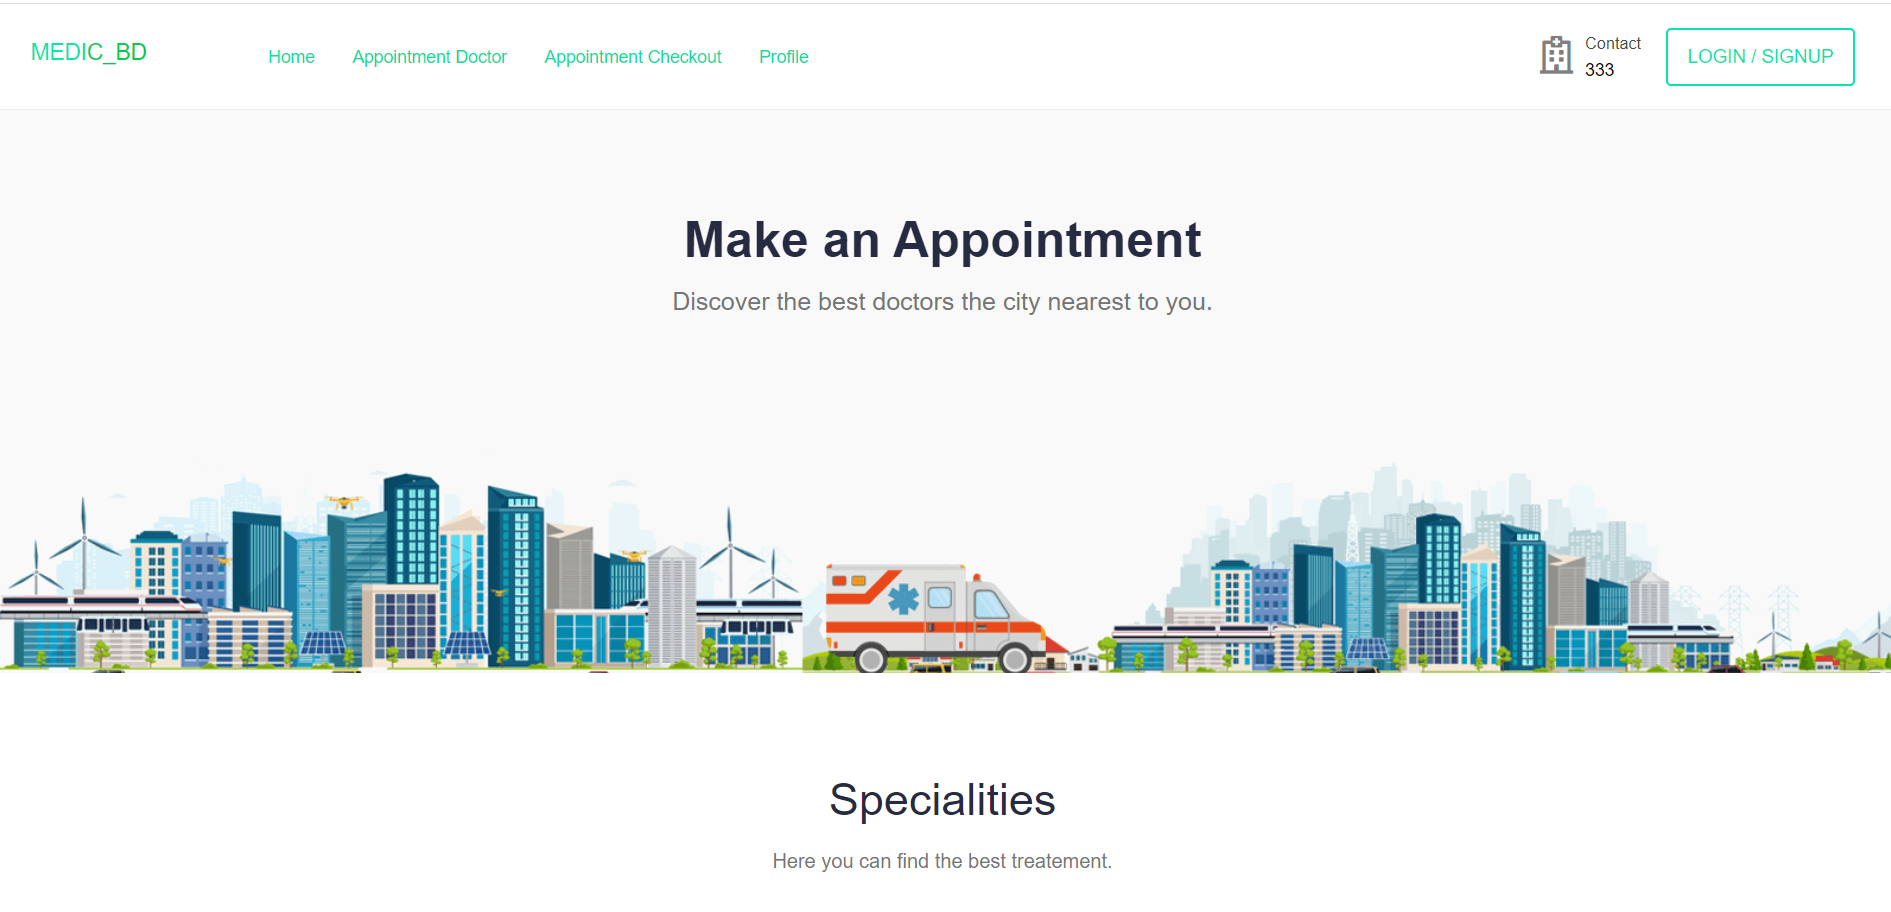 MEDIC_BD
Home
Appointment Doctor
Appointment Checkout
Profile
Contact
333
LOGIN / SIGNUP
Make an Appointment
Discover the best doctors the city nearest to you.
Specialities
Here you can find the best treatement.